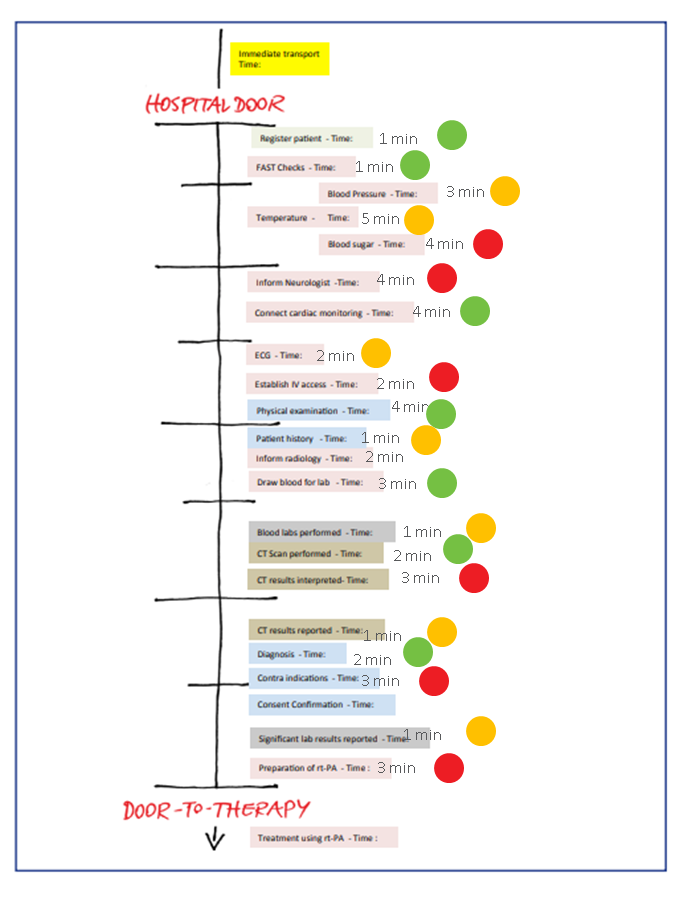 Immediate transport
Time:
HOSPITAL DOOR
Register patient - Time: 1 min
FAST Checks - Time: 1 min
Blood Pressure - Time: 3 min
Temperature - Time: 5 min
Blood sugar - Time: 4 min
Inform Neurologist -Time: 4 min
Connect cardiac monitoring - Time: 4 min
ECG - Time: 2 min
Establish IV access - Time: 2 min
Physical examination - Time: 4 min
Patient history - Time: 1 min
Inform radiology - Time: 2 min
Draw blood for lab - Time: 3 min
Blood labs performed - Time: 1 min
CT Scan performed - Time: 2 min
CT results interpreted- Time: 3 min
CT results reported - Time: 1 min
Diagnosis - Time: 2 min
Contra indications - Time: 3 min
Consent Confirmation - Time:
Significant lab results reported - Time: 1 min
Preparation of rt-PA - Time : 3 min
DOOR-TO-THERAPY
Treatment using rt-PA - Time :